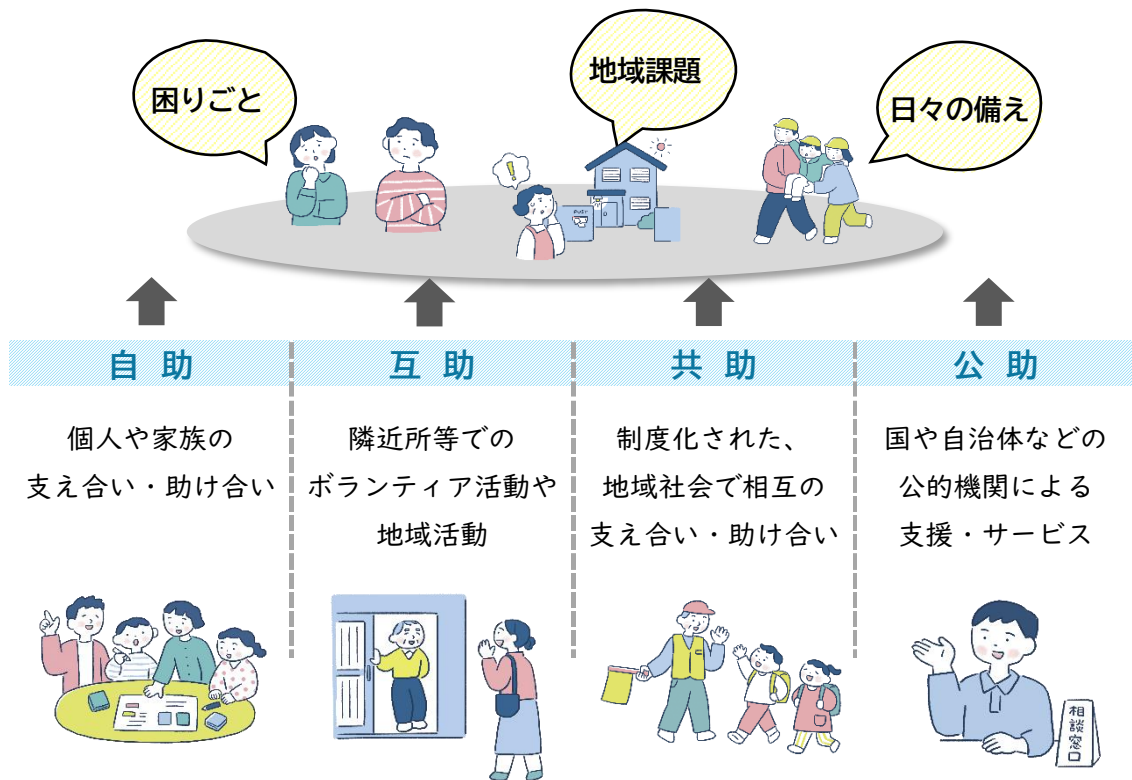 困りごと
地域課題
日々の備え
自助
互助
共助
公助
個人や家族の
支え合い・助け合い
隣近所等での
ボランティア活動や
地域活動
制度化された、
地域社会で相互の
支え合い・助け合い
国や自治体などの
公的機関による
支援・サービス
相談窓口